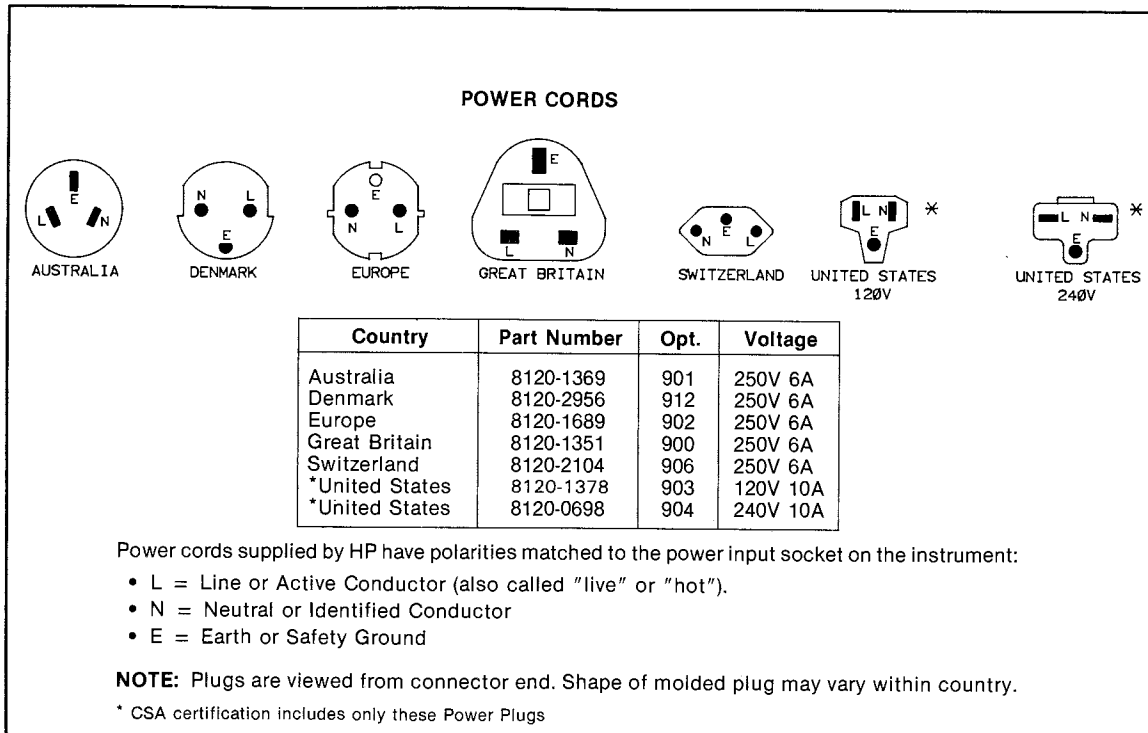 POWER CORDS
E
L
N
AUSTRALIA
N
L
E
DENMARK
E
N
L
EUROPE
E
L
N
GREAT BRITAIN
N
E
L
SWITZERLAND
L N
*
E
UNITED STATES
120V
L N
*
E
UNITED STATES
240V
Country Part Number Opt. Voltage
Australia 8120-1369 901 250V 6A
Denmark 8120-2956 912 250V 6A
Europe 8120-1689 902 250V 6A
Great Britain 8120-1351 900 250V 6A
Switzerland 8120-2104 906 250V 6A
*United States 8120-1378 903 120V 10A
*United States 8120-0698 904 240V 10A
Power cords supplied by HP have polarities matched to the power input socket on the instrument:
• L = Line or Active Conductor (also called "live" or "hot").
• N = Neutral or Identified Conductor
• E = Earth or Safety Ground
NOTE: Plugs are viewed from connector end. Shape of molded plug may vary within country.
* CSA certification includes only these Power Plugs